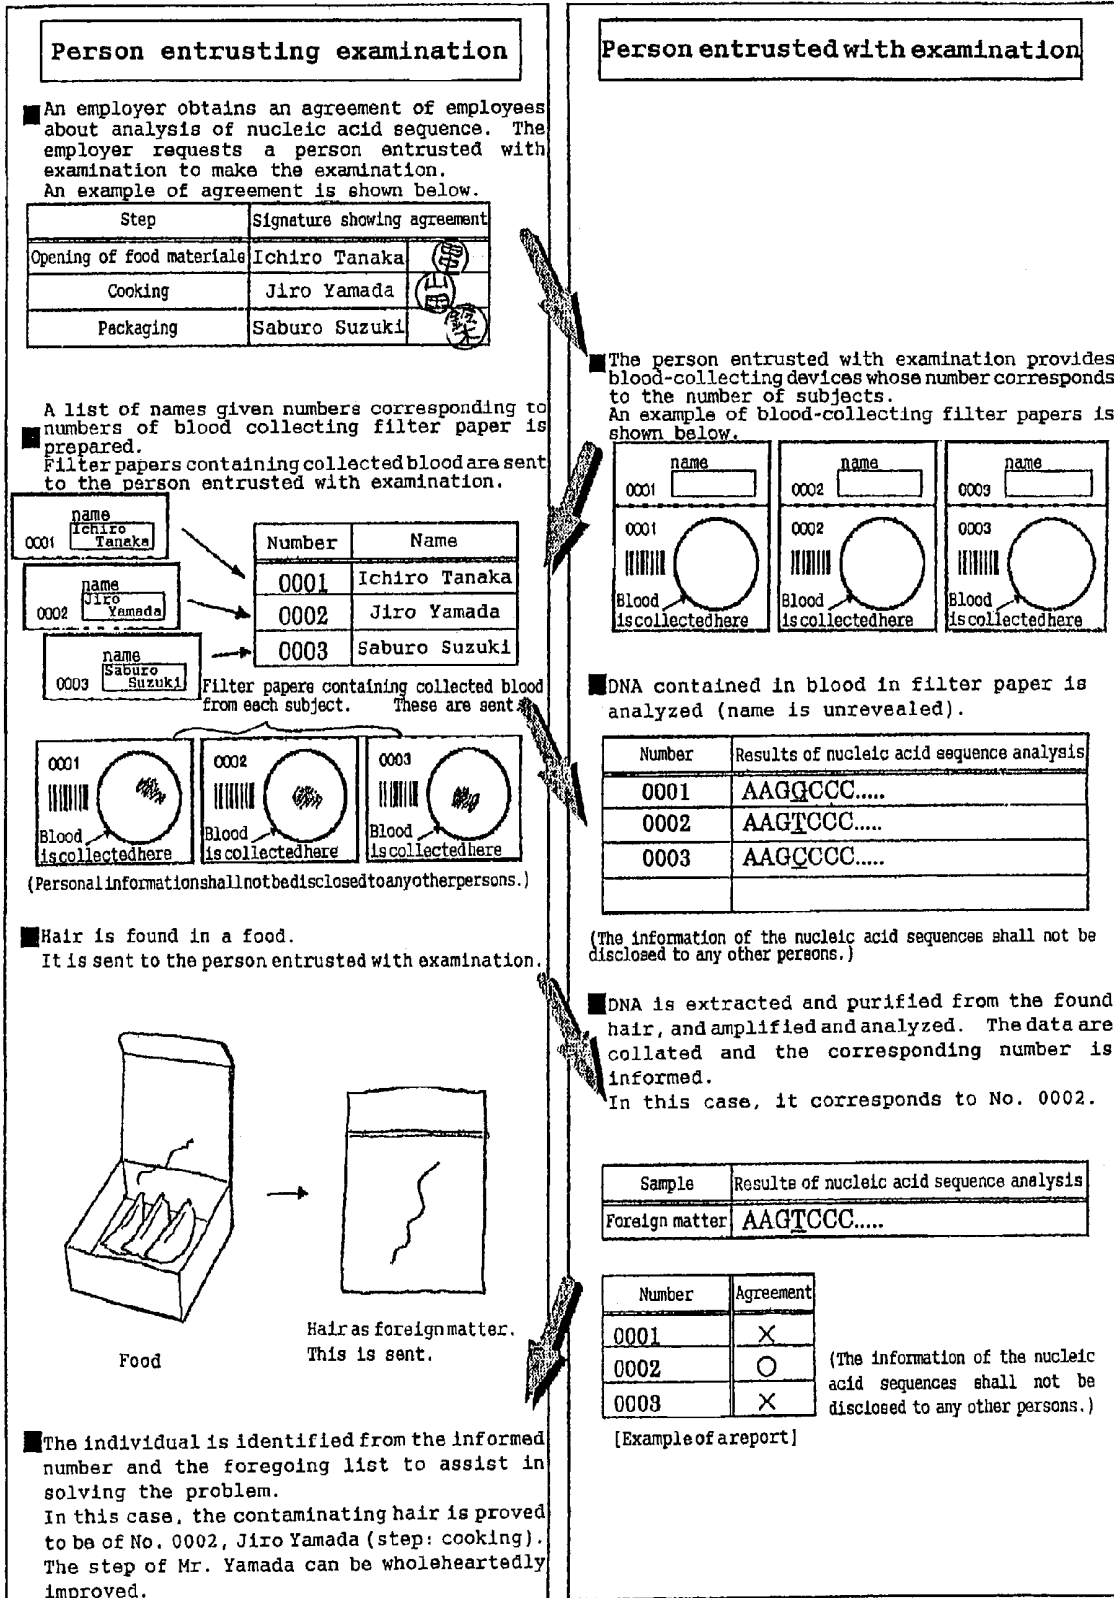 Person entrusting examination
An employer obtains an agreement of employees
about analysis of nucleic acid sequence. The
employer requests a person entrusted with
examination to make the examination.
An example of agreement is shown below.
Step Signature showing agreement
Opening of food materials Ichiro Tanaka
Cooking Jiro Yamada 山田
Packaging Saburo Suzuki
A list of names given numbers corresponding to
numbers of blood collecting filter paper is
prepared.
Filter papers containing collected blood are sent
to the person entrusted with examination.
name
0001 Ichiro
Tanaka
name
0002 Jiro
Yamada
name
0003 Saburo
Suzuki
Number Name
0001 Ichiro Tanaka
0002 Jiro Yamada
0003 Saburo Suzuki
Filter papers containing collected blood
from each subject. These are sent.
0001
Blood
is collected here
0002
Blood
is collected here
0003
Blood
is collected here
(Personal information shall not be disclosed to any other persons.)
Hair is found in a food.
It is sent to the person entrusted with examination.
Food
Hair as foreign matter.
This is sent.
The individual is identified from the informed
number and the foregoing list to assist in
solving the problem.
In this case, the contaminating hair is proved
to be of No. 0002, Jiro Yamada (step: cooking).
The step of Mr. Yamada can be wholeheartedly
improved.
Person entrusted with examination
The person entrusted with examination provides
blood-collecting devices whose number corresponds
to the number of subjects.
An example of blood-collecting filter papers is
shown below.
name
0001
0001
Blood
is collected here
name
0002
0002
Blood
is collected here
name
0003
0003
Blood
is collected here
DNA contained in blood in filter paper is
analyzed (name is unrevealed).
Number Results of nucleic acid sequence analysis
0001 AAGGCCC.....
0002 AAGTCCC.....
0003 AAGCCCC.....
(The information of the nucleic acid sequences shall not be
disclosed to any other persons.)
DNA is extracted and purified from the found
hair, and amplified and analyzed. The data are
collated and the corresponding number is
informed.
In this case, it corresponds to No. 0002.
Sample Results of nucleic acid sequence analysis
Foreign matter AAGTCCC.....
Number Agreement
0001 X
0002 O
0003 X
(The information of the nucleic
acid sequences shall not be
disclosed to any other persons.)
[Example of a report]